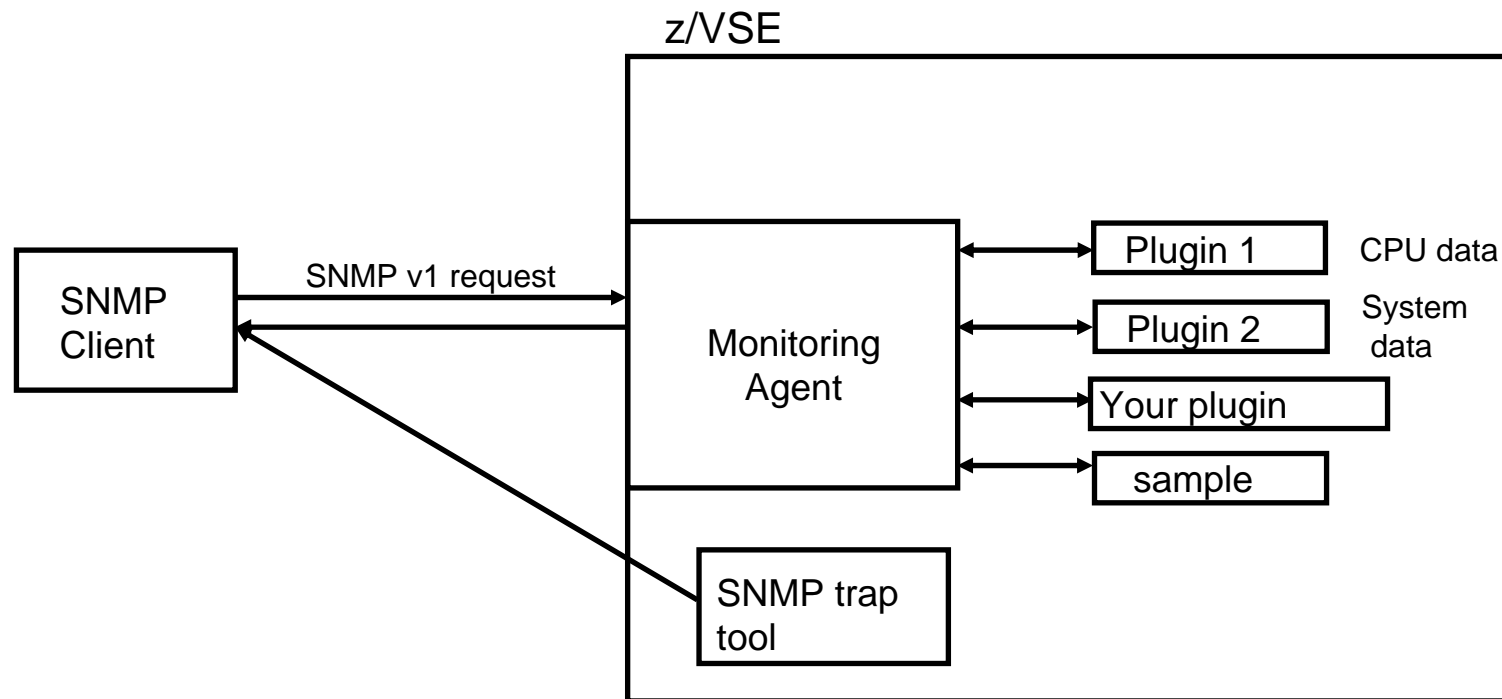 z/VSE
SNMP
Client
SNMP v1 request
Monitoring
Agent
Plugin 1
CPU data
Plugin 2
System
data
Your plugin
sample
SNMP trap
tool